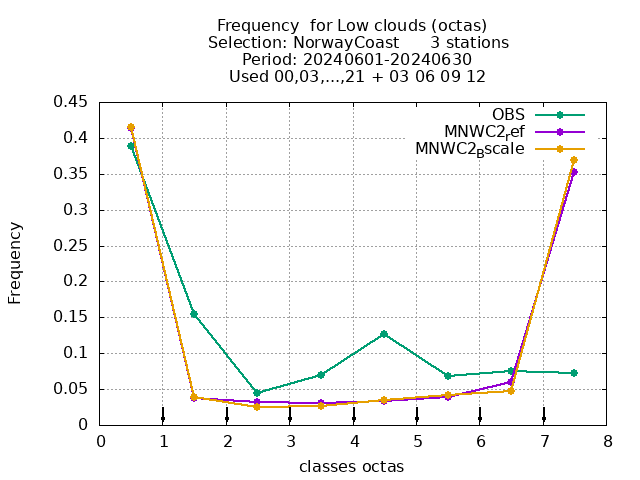 Frequency  for Low clouds (octas)
Selection: NorwayCoast      3 stations
Period: 20240601-20240630
Used 00,03,...,21 + 03 06 09 12
0.45
0.4
0.35
0.3
0.25
0.2
0.15
0.1
0.05
0
Frequency
OBS
MNWC2ref
MNWC2Bscale
0 1 2 3 4 5 6 7 8
classes octas